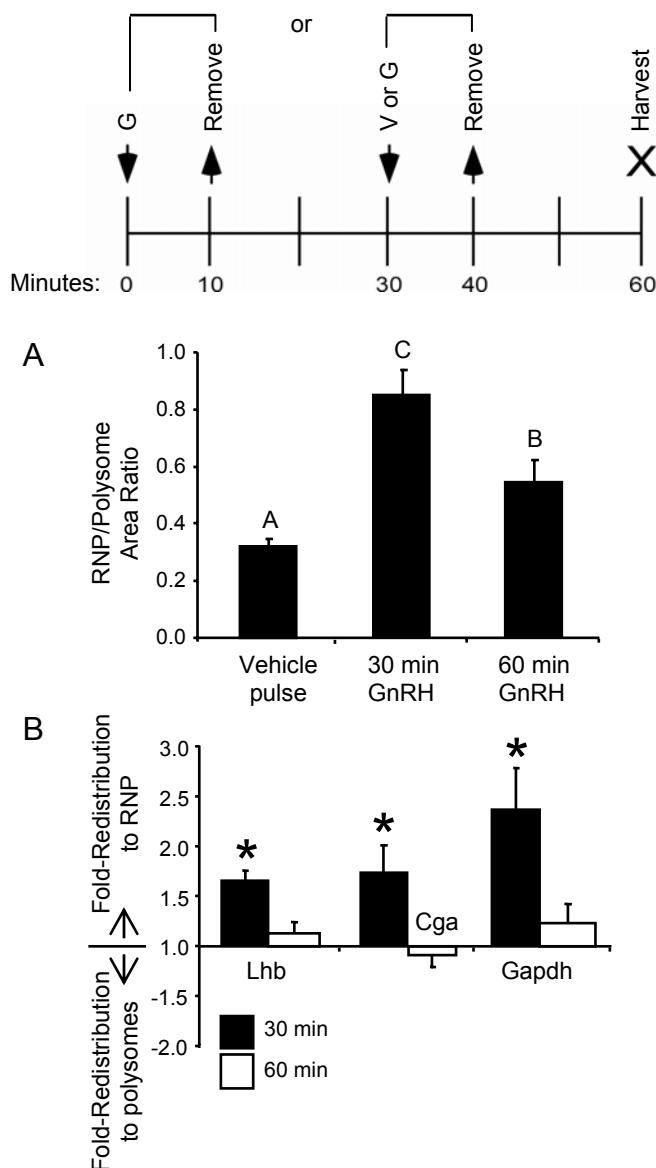 or
G
Remove
V or G
Remove
Harvest
Minutes: 0 10 30 40 60
A
RNP/Polysome
Area Ratio
1.0
0.8
0.6
0.4
0.2
0.0
A
C
B
Vehicle
pulse
30 min
GnRH
60 min
GnRH
B
Fold-Redistribution
to RNP
Fold-Redistribution
to polysomes
3.0
2.5
2.0
1.5
1.0
-1.5
-2.0
*
*
*
Lhb
Cga
Gapdh
30 min
60 min